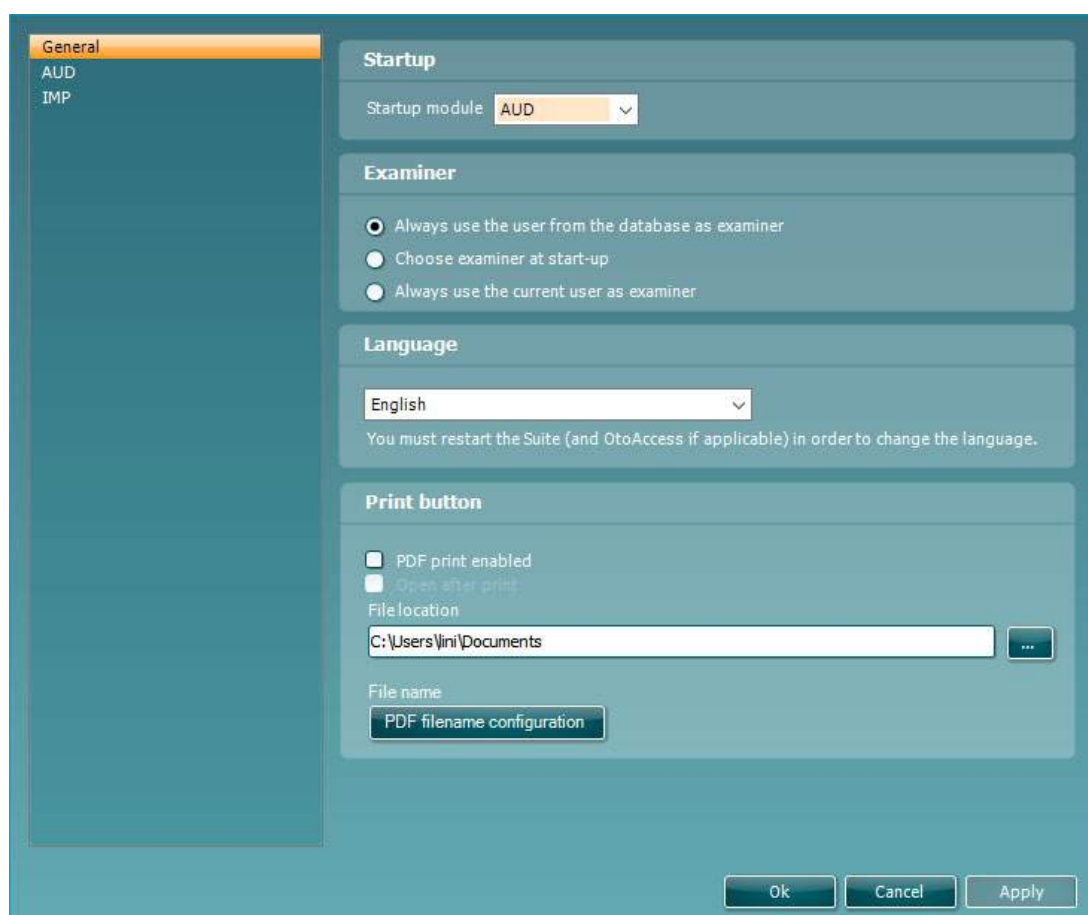 General
AUD
IMP
Startup
Startup module AUD
Examiner
Always use the user from the database as examiner
Choose examiner at start-up
Always use the current user as examiner
Language
English
You must restart the Suite (and OtoAccess if applicable) in order to change the language.
Print button
PDF print enabled
Open after print
File location
C:\Users\lini\Documents
...
File name
PDF filename configuration
Ok Cancel Apply